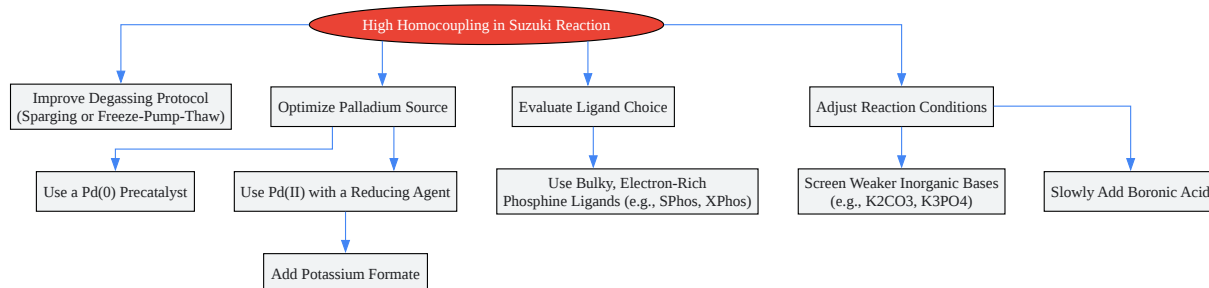 High Homocoupling in Suzuki Reaction
Improve Degassing Protocol
(Sparging or Freeze-Pump-Thaw)
Optimize Palladium Source
Evaluate Ligand Choice
Adjust Reaction Conditions
Use a Pd(0) Precatalyst
Use Pd(II) with a Reducing Agent
Use Bulky, Electron-Rich
Phosphine Ligands (e.g., SPhos, XPhos)
Screen Weaker Inorganic Bases
(e.g., K2CO3, K3PO4)
Slowly Add Boronic Acid
Add Potassium Formate